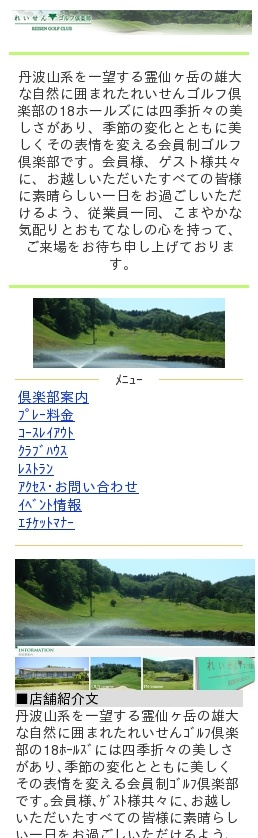 れいせん ゴルフ倶楽部
REISEN GOLF CLUB
丹波山系を一望する霊仙ヶ岳の雄大
な自然に囲まれたれいせんゴルフ倶
楽部の18ホールズには四季折々の美
しさがあり、季節の変化とともに美
しくその表情を変える会員制ゴルフ
倶楽部です。会員様、ゲスト様共々
に、お越しいただいたすべての皆様
に素晴らしい一日をお過ごしいただ
けるよう、従業員一同、こまやかな
気配りとおもてなしの心を持って、
ご来場をお待ち申し上げておりま
す。
ﾒﾆｭｰ
倶楽部案内
ﾌﾟﾚｰ料金
ｺｰｽﾚｲｱｳﾄ
ｸﾗﾌﾞﾊｳｽ
ﾚｽﾄﾗﾝ
ｱｸｾｽ･お問い合わせ
ｲﾍﾞﾝﾄ情報
ｴﾁｹｯﾄﾏﾅｰ
INFORMATION
れいせん
■店舗紹介文
丹波山系を一望する霊仙ヶ岳の雄大
な自然に囲まれたれいせんｺﾞﾙﾌ倶楽
部の18ﾎｰﾙｽﾞには四季折々の美しさ
があり､季節の変化とともに美しく
その表情を変える会員制ｺﾞﾙﾌ倶楽部
です｡会員様､ｹﾞｽﾄ様共々に､お越し
いただいたすべての皆様に素晴らし
い一日をお過ごしいただけるよう､